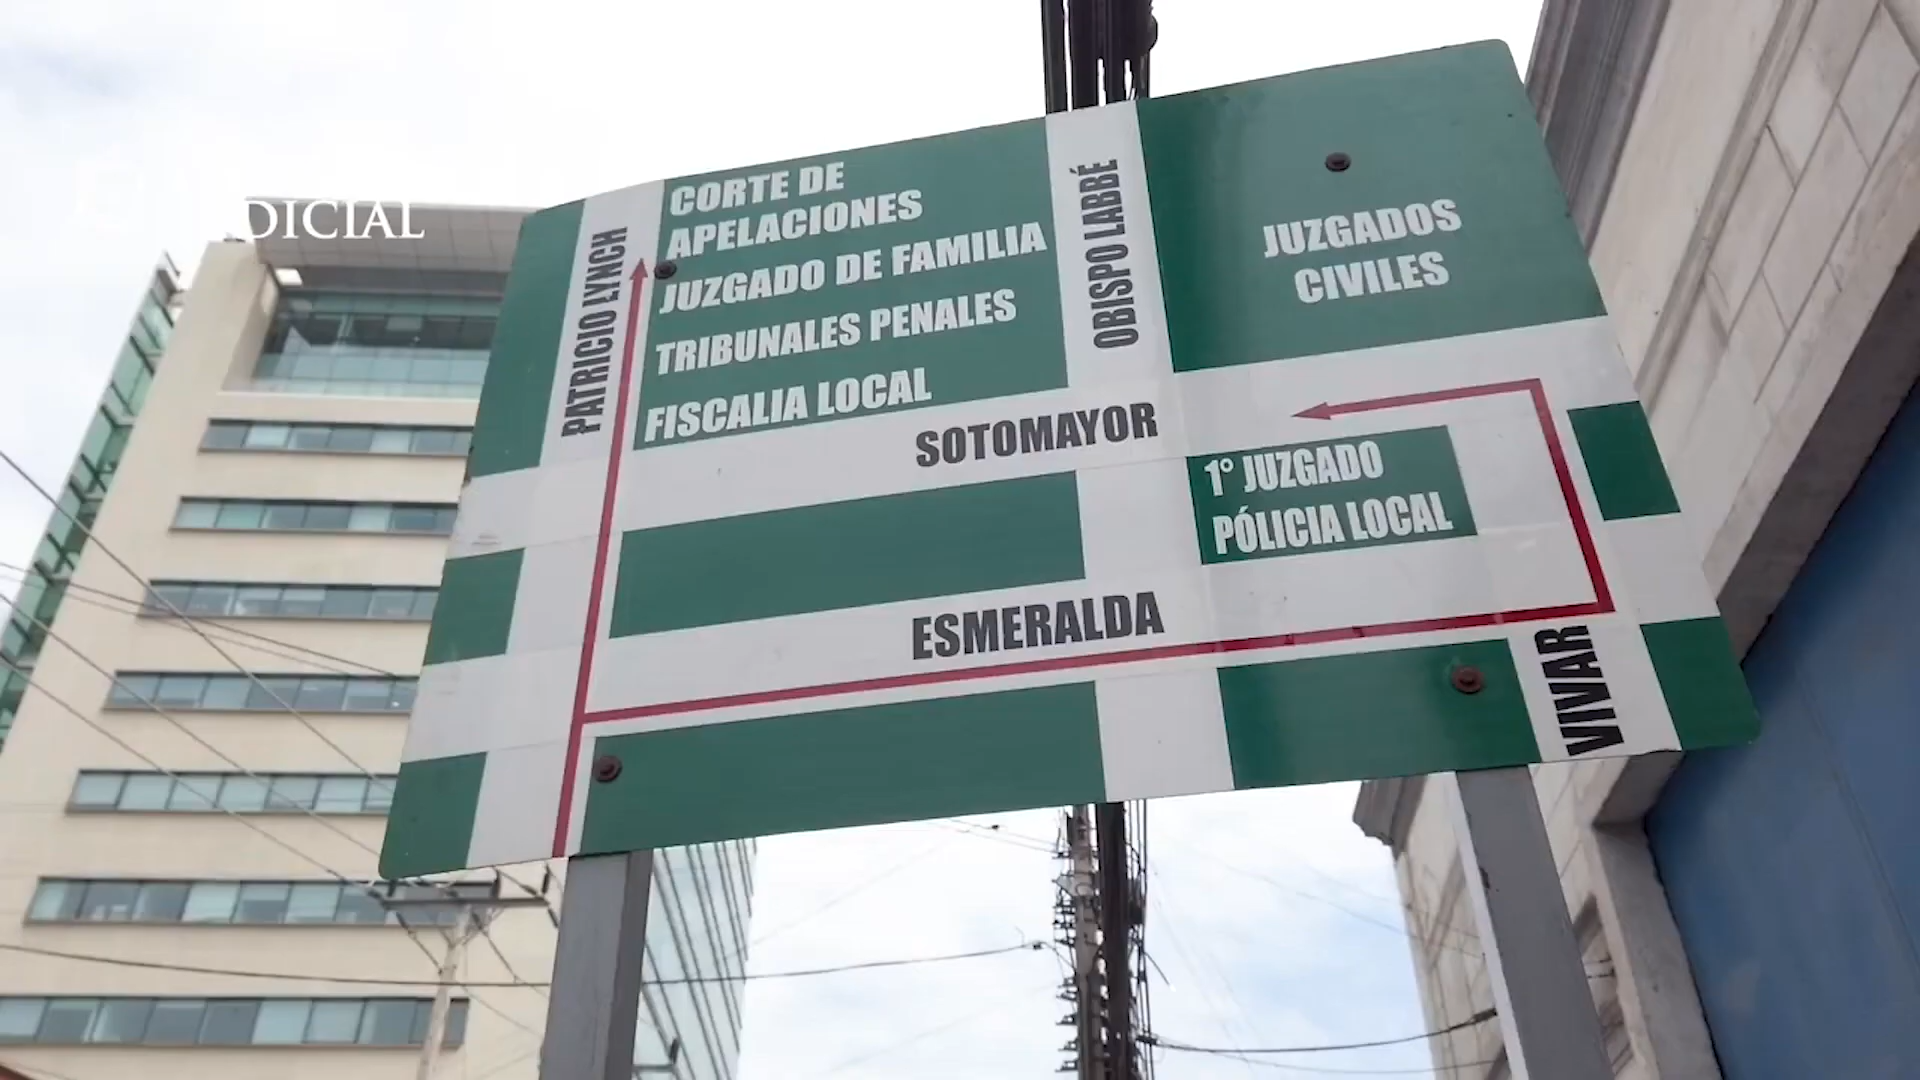 DICIAL
PATRICIO LYNCH
CORTE DE
APELACIONES
JUZGADO DE FAMILIA
TRIBUNALES PENALES
FISCALIA LOCAL
OBISPO LABBÉ
JUZGADOS
CIVILES
SOTOMAYOR
1° JUZGADO
PÓLICIA LOCAL
ESMERALDA
VIVAR